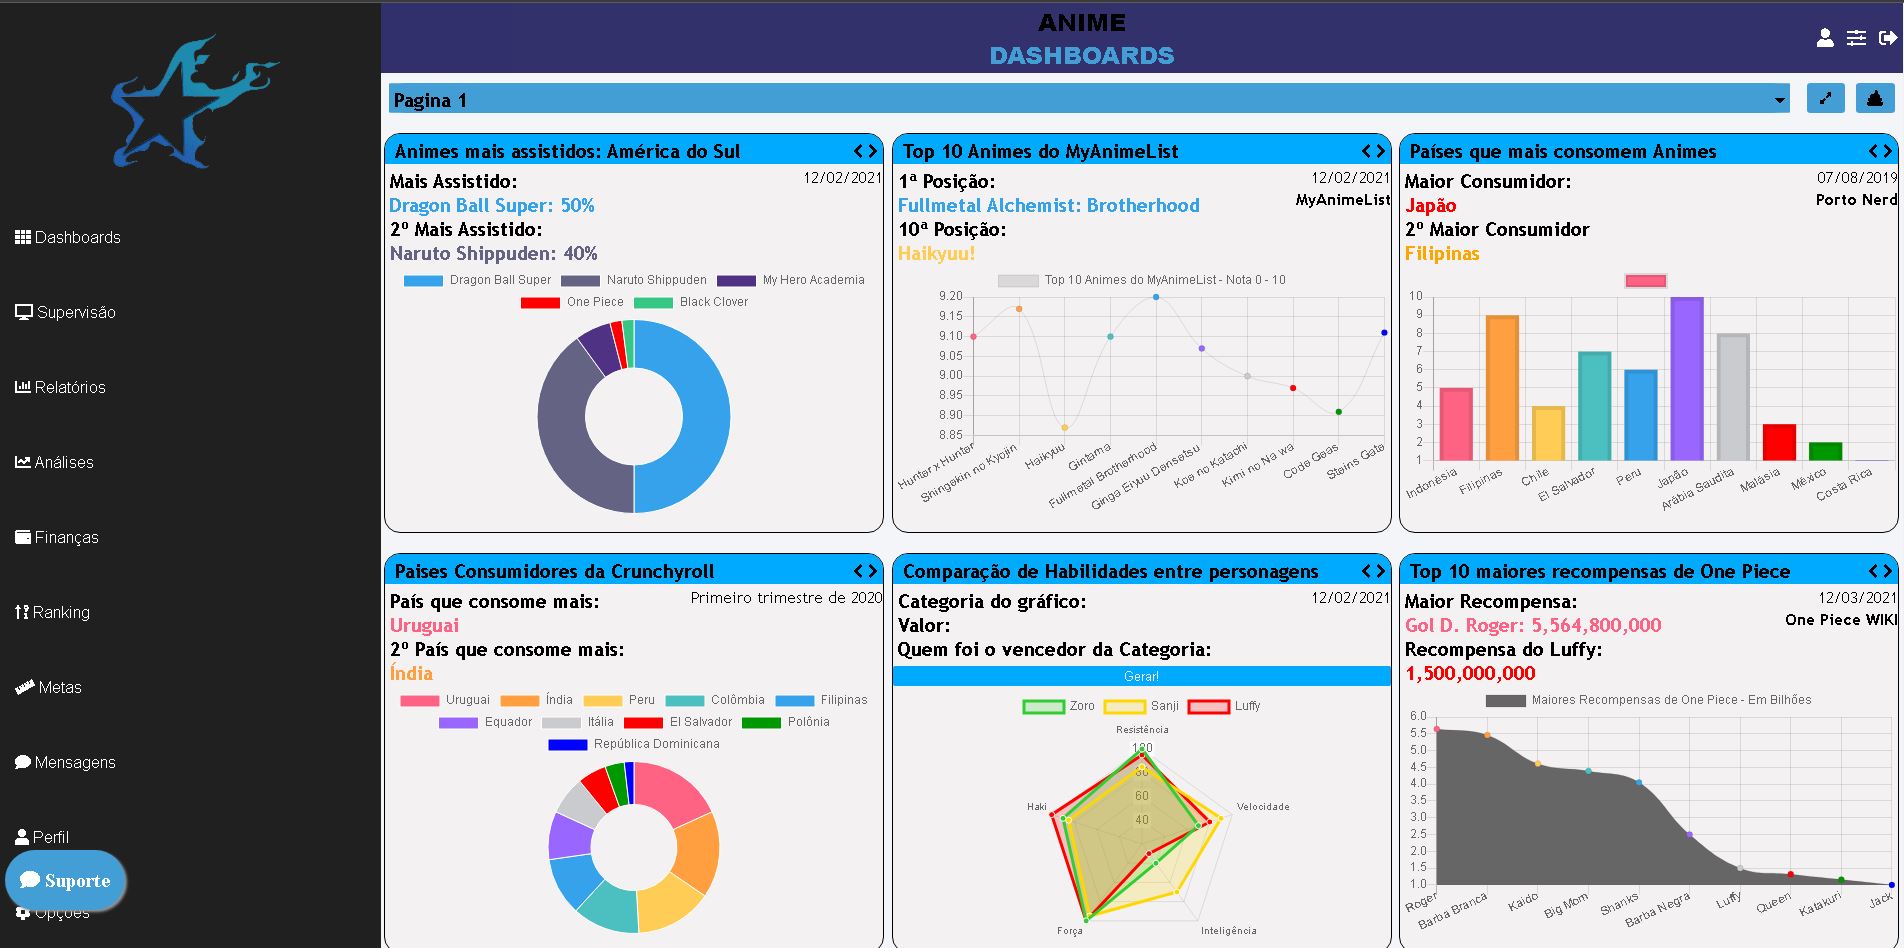 ANIME
DASHBOARDS
Dashboards
Supervisão
Relatórios
Análises
Finanças
Ranking
Metas
Mensagens
Perfil
Suporte
Opções
Pagina 1
Animes mais assistidos: América do Sul
Mais Assistido:
12/02/2021
Dragon Ball Super: 50%
2º Mais Assistido:
Naruto Shippuden: 40%
Dragon Ball Super Naruto Shippuden My Hero Academia
One Piece Black Clover
Top 10 Animes do MyAnimeList
1ª Posição:
12/02/2021
MyAnimeList
Fullmetal Alchemist: Brotherhood
10ª Posição:
Haikyuu!
Top 10 Animes do MyAnimeList - Nota 0 - 10
9.20
9.15
9.10
9.05
9.00
8.95
8.90
8.85
Hunter x Hunter
Shingekin no Kyojin
Haikyuu
Gintama
Fullmetal Brotherhood
Ginga Eiyuu Densetsu
Koe no Katachi
Kimi no Na wa
Code Geas
Steins Gate
Países que mais consomem Animes
Maior Consumidor:
07/08/2019
Porto Nerd
Japão
2º Maior Consumidor
Filipinas
10
9
8
7
6
5
4
3
2
1
Indonésia
Filipinas
Chile
El Salvador
Peru
Japão
Arábia Saudita
Malásia
México
Costa Rica
Paises Consumidores da Crunchyroll
País que consome mais:
Primeiro trimestre de 2020
Uruguai
2º País que consome mais:
Índia
Uruguai Índia Peru Colômbia Filipinas
Equador Itália El Salvador Polônia
República Dominicana
Comparação de Habilidades entre personagens
Categoria do gráfico:
12/02/2021
Valor:
Quem foi o vencedor da Categoria:
Gerar!
Zoro Sanji Luffy
Resistência
120
80
60
40
Haki
Velocidade
Força
Inteligência
Top 10 maiores recompensas de One Piece
Maior Recompensa:
12/03/2021
One Piece WIKI
Gol D. Roger: 5,564,800,000
Recompensa do Luffy:
1,500,000,000
Maiores Recompensas de One Piece - Em Bilhões
6.0
5.5
5.0
4.5
4.0
3.5
3.0
2.5
2.0
1.5
1.0
Roger
Barba Branca
Kaido
Big Mom
Shanks
Barba Negra
Luffy
Queen
Katakuri
Jack